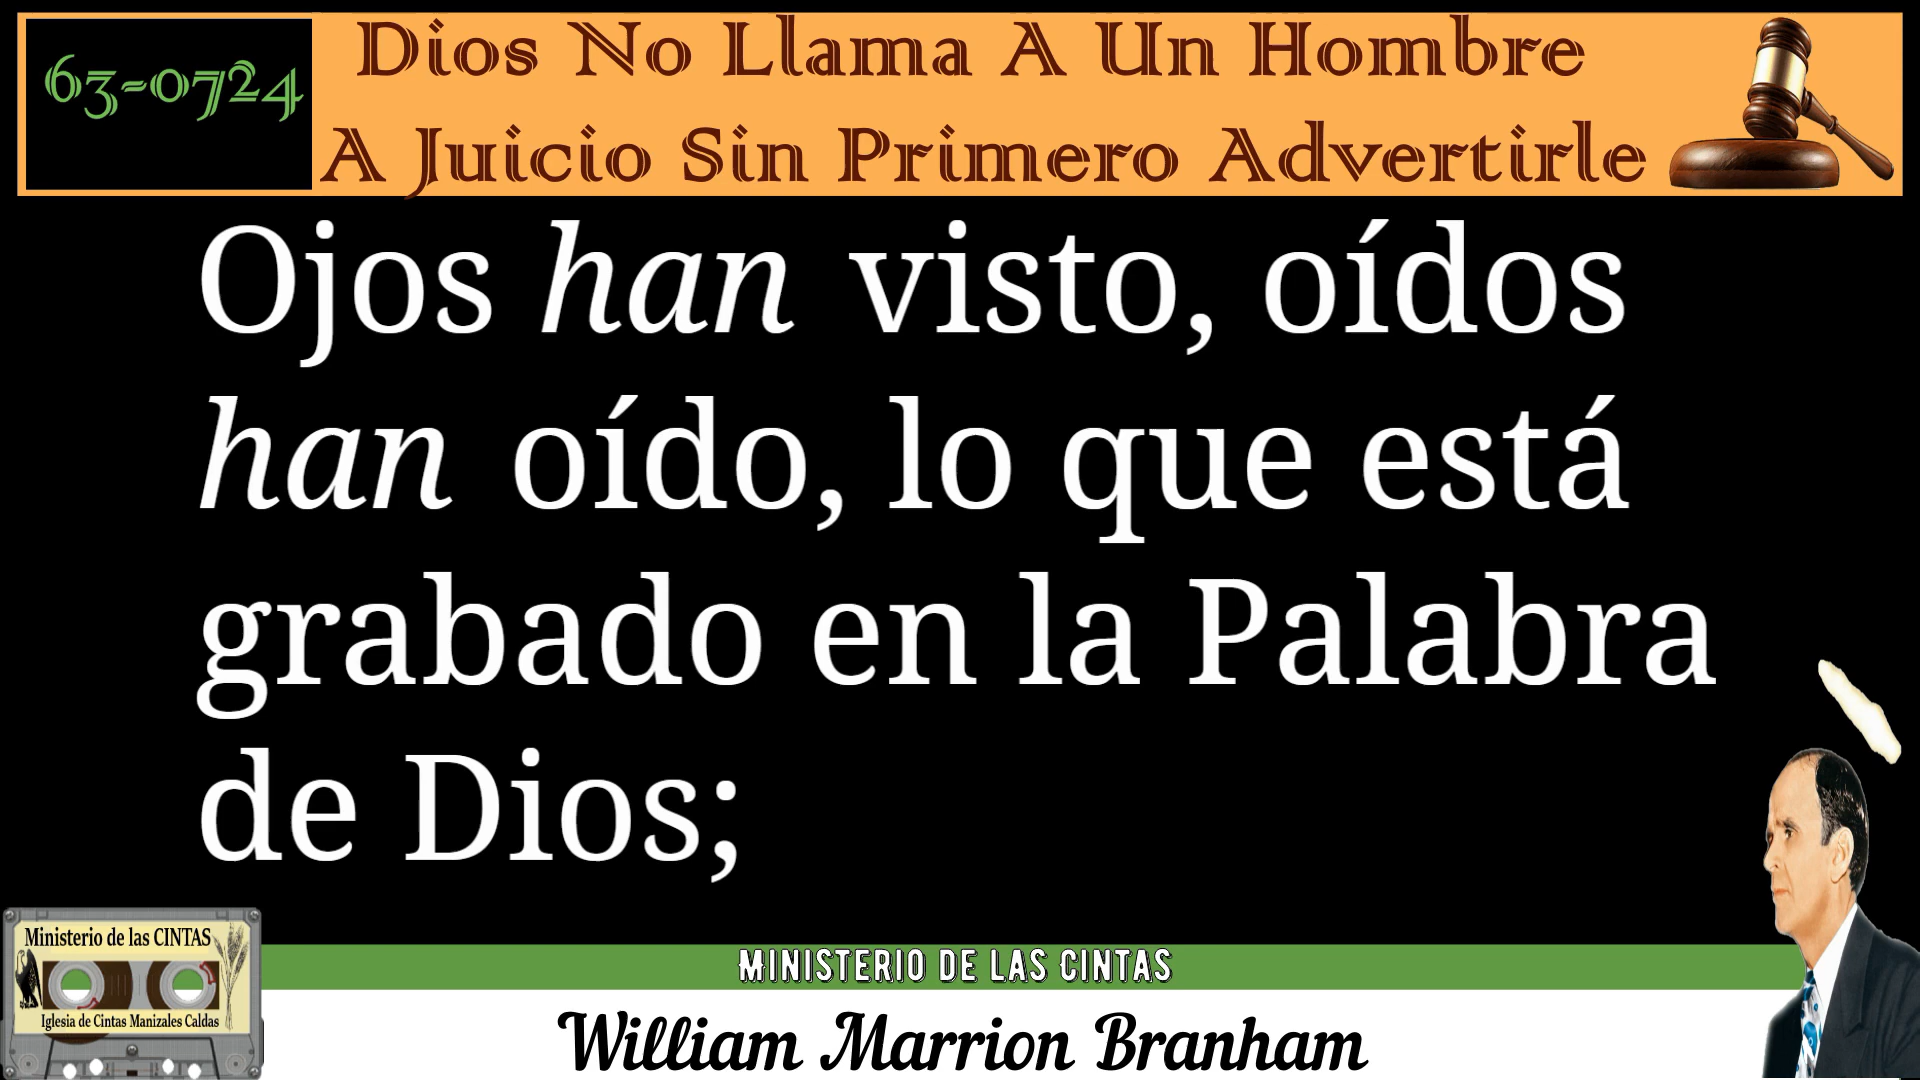 63-0724
Dios No Llama A Un Hombre
A Juicio Sin Primero Advertirle
Ojos han visto, oídos
han oído, lo que está
grabado en la Palabra
de Dios;
Ministerio de las CINTAS
Iglesia de Cintas Manizales Caldas
MINISTERIO DE LAS CINTAS
William Marrion Branham